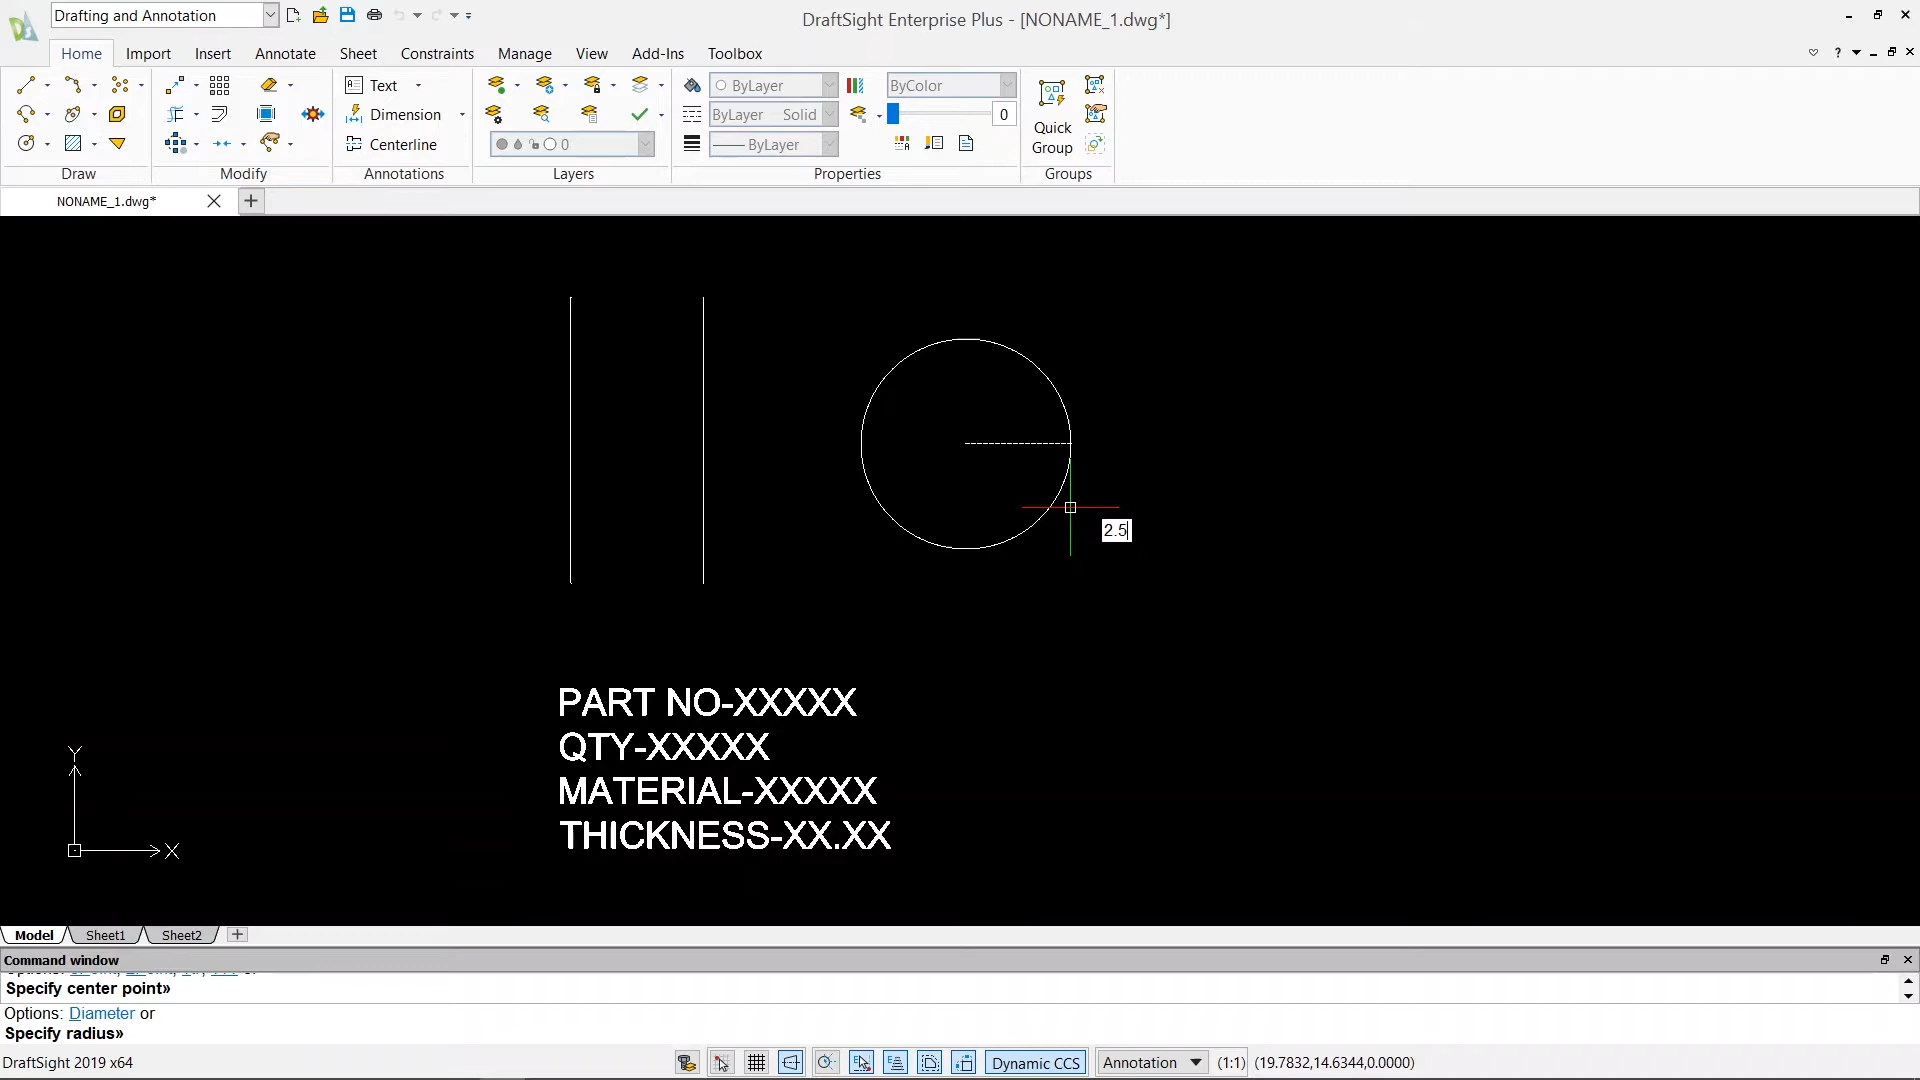 Drafting and Annotation
DraftSight Enterprise Plus - [NONAME_1.dwg*]
Home Import Insert Annotate Sheet Constraints Manage View Add-Ins Toolbox
Text
Dimension
Centerline
0
ByLayer
ByLayer Solid
ByLayer
ByColor
0
Quick
Group
Draw Modify Annotations Layers Properties Groups
NONAME_1.dwg*
2.5
PART NO-XXXXX
QTY-XXXXX
MATERIAL-XXXXX
THICKNESS-XX.XX
Y
X
Model Sheet1 Sheet2
Command window
Specify center point»
Options: Diameter or
Specify radius»
DraftSight 2019 x64
Dynamic CCS Annotation (1:1) (19.7832,14.6344,0.0000)